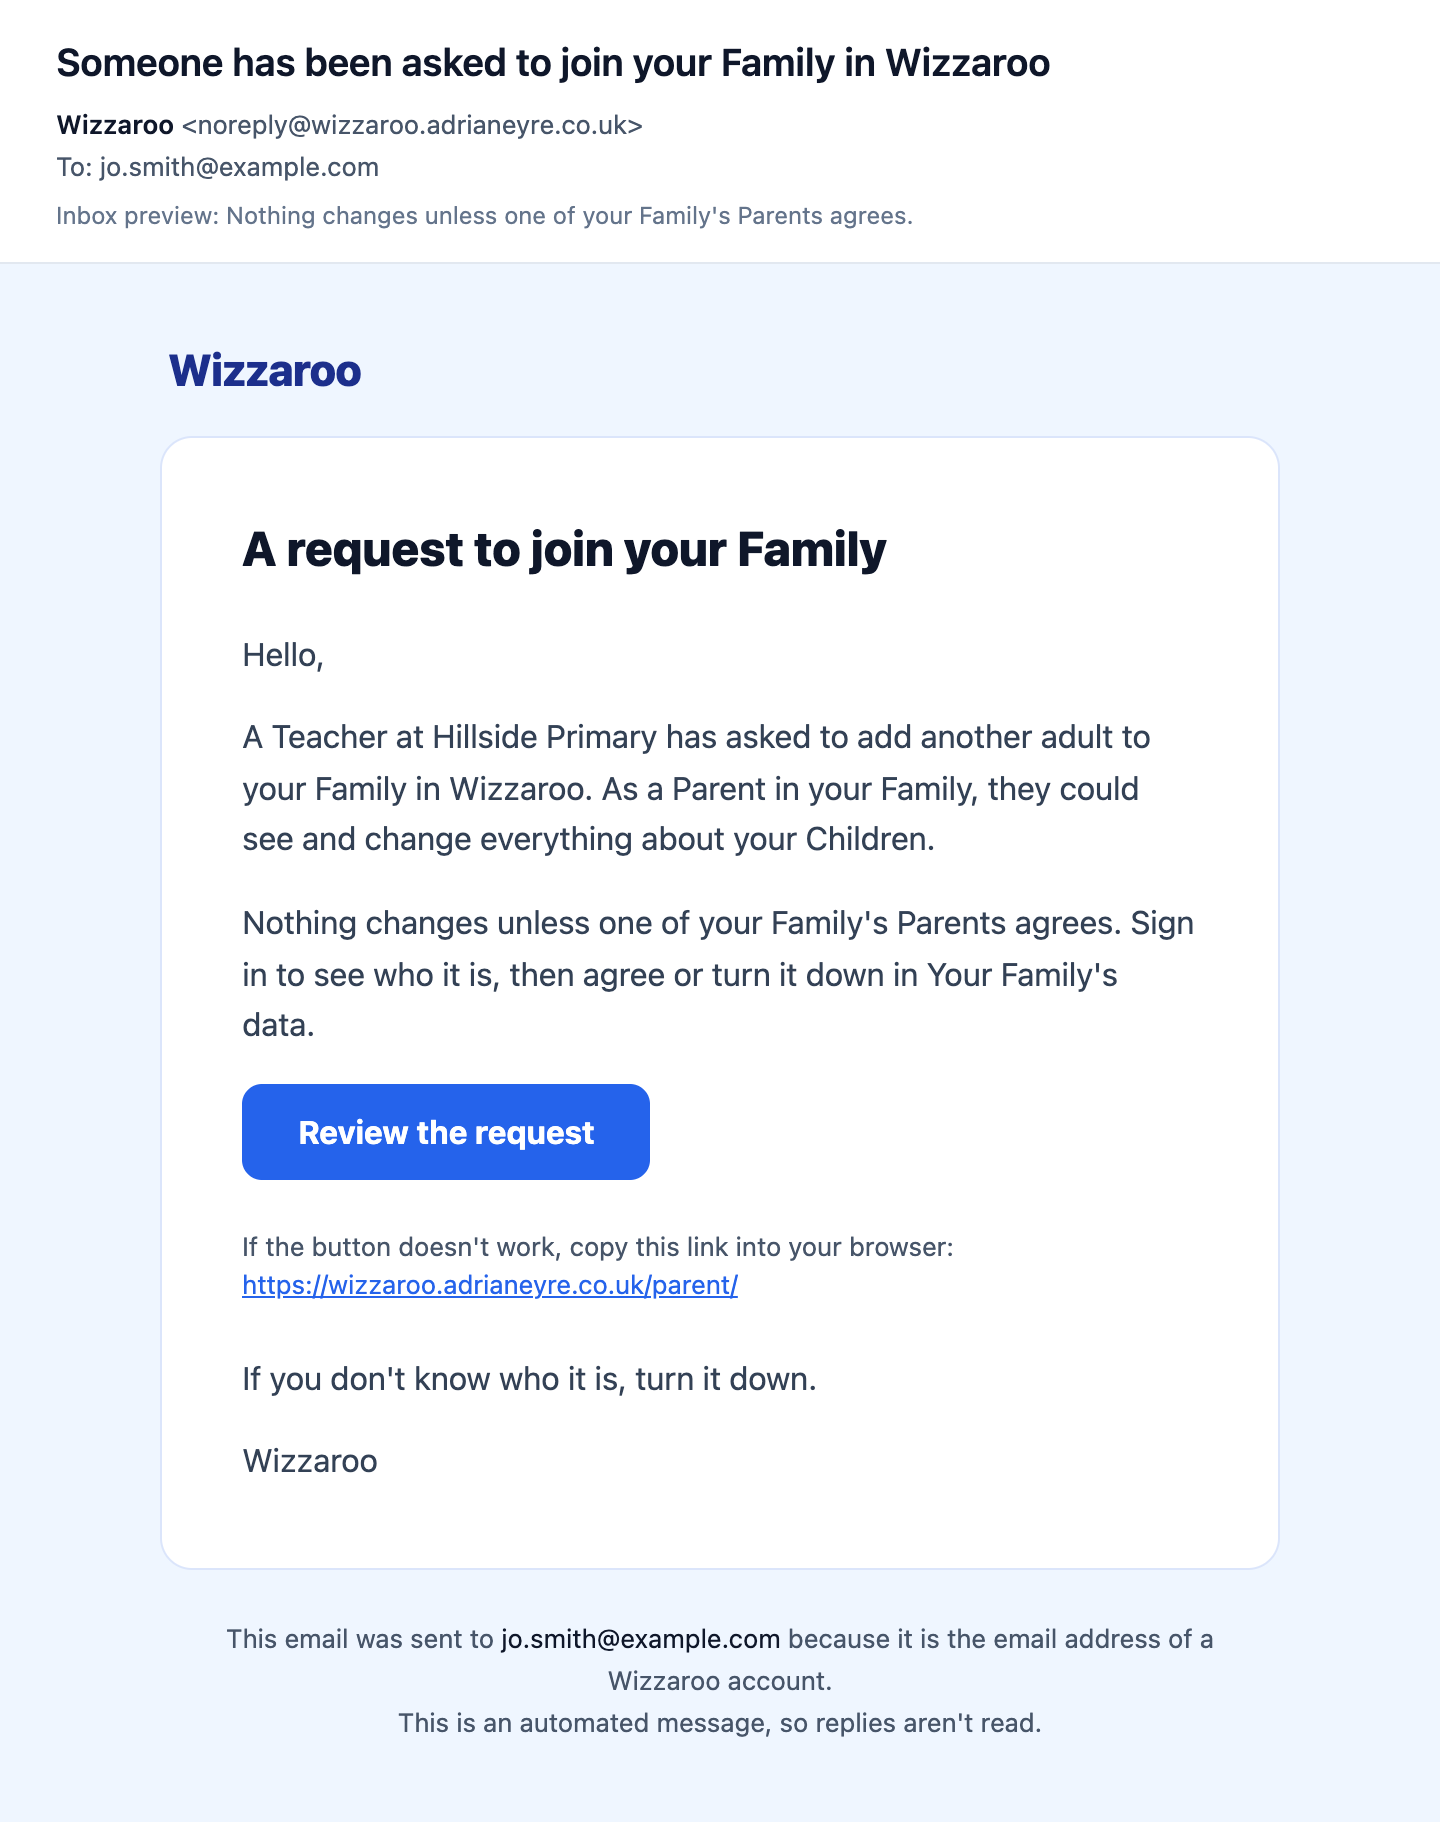 Someone has been asked to join your Family in Wizzaroo
Wizzaroo <noreply@wizzaroo.adrianeyre.co.uk>
To: jo.smith@example.com
Inbox preview: Nothing changes unless one of your Family's Parents agrees.
Wizzaroo
A request to join your Family
Hello,
A Teacher at Hillside Primary has asked to add another adult to
your Family in Wizzaroo. As a Parent in your Family, they could
see and change everything about your Children.
Nothing changes unless one of your Family's Parents agrees. Sign
in to see who it is, then agree or turn it down in Your Family's
data.
Review the request
If the button doesn't work, copy this link into your browser:
https://wizzaroo.adrianeyre.co.uk/parent/
If you don't know who it is, turn it down.
Wizzaroo
This email was sent to jo.smith@example.com because it is the email address of a
Wizzaroo account.
This is an automated message, so replies aren't read.